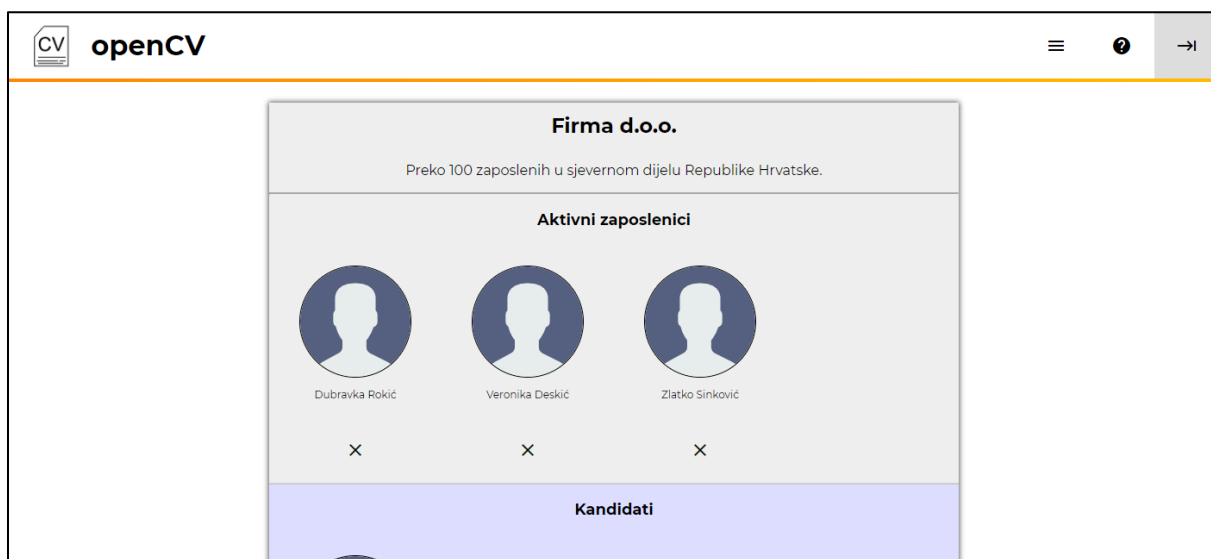 CV
openCV
Firma d.o.o.
Preko 100 zaposlenih u sjevernom dijelu Republike Hrvatske.
Aktivni zaposlenici
Dubravka Rokić
Veronika Deskić
Zlatko Sinković
Kandidati